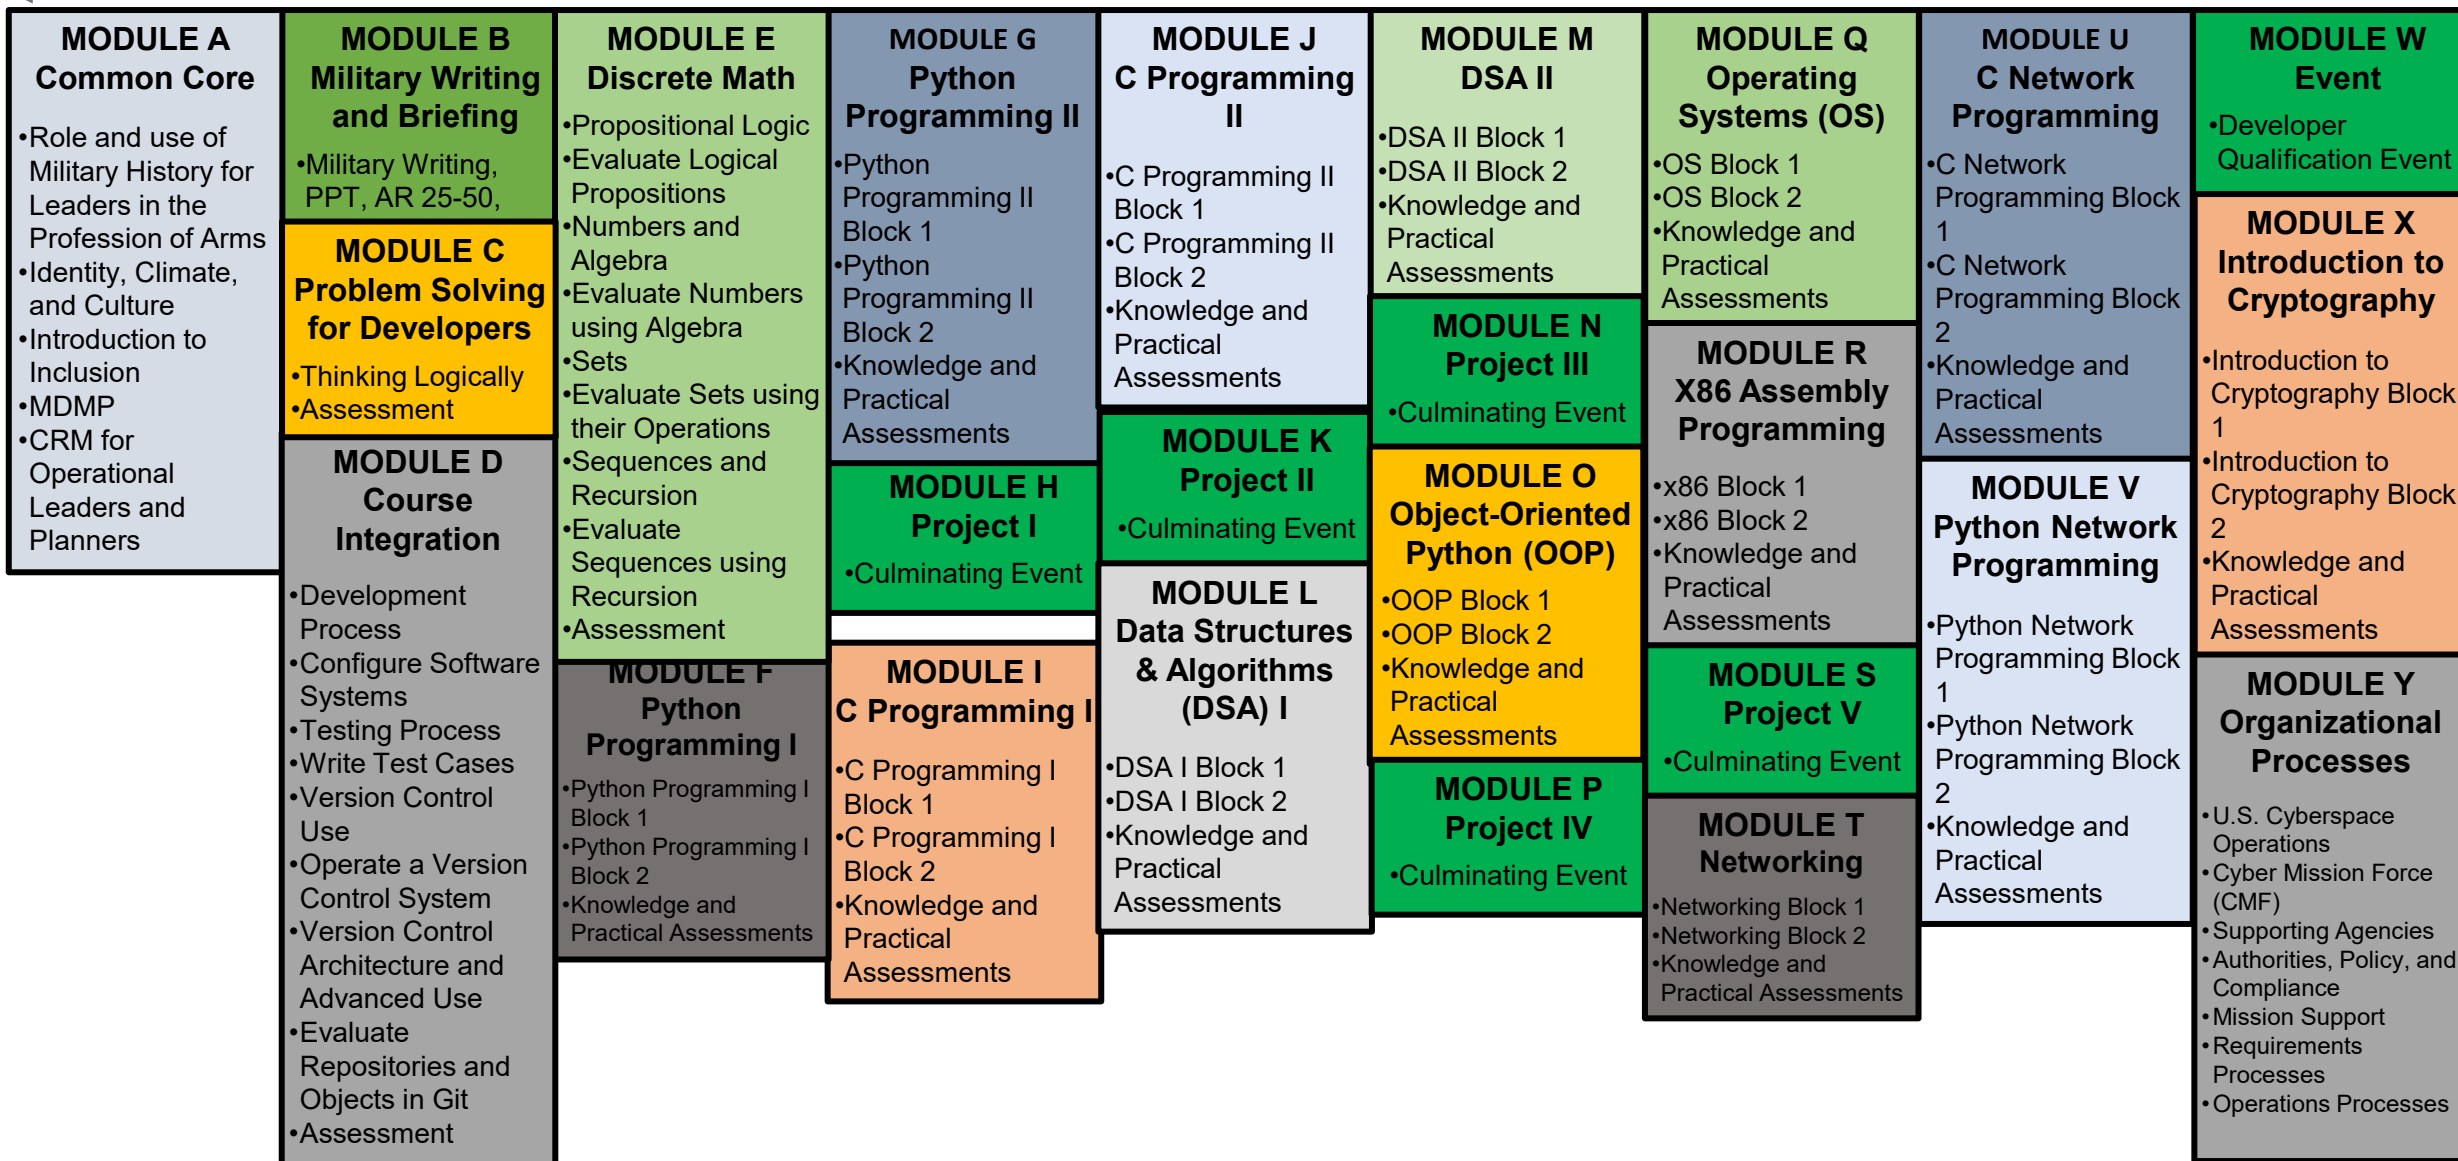 MODULE A
Common Core
•Role and use of
Military History for
Leaders in the
Profession of Arms
•Identity, Climate,
and Culture
•Introduction to
Inclusion
•MDMP
•CRM for
Operational
Leaders and
Planners
MODULE B
Military Writing
and Briefing
•Military Writing,
PPT, AR 25-50,
MODULE C
Problem Solving
for Developers
•Thinking Logically
•Assessment
MODULE D
Course
Integration
•Development
Process
•Configure Software
Systems
•Testing Process
•Write Test Cases
•Version Control
Use
•Operate a Version
Control System
•Version Control
Architecture and
Advanced Use
•Evaluate
Repositories and
Objects in Git
•Assessment
MODULE E
Discrete Math
•Propositional Logic
•Evaluate Logical
Propositions
•Numbers and
Algebra
•Evaluate Numbers
using Algebra
•Sets
•Evaluate Sets using
their Operations
•Sequences and
Recursion
•Evaluate
Sequences using
Recursion
•Assessment
MODULE F
Python
Programming I
•Python Programming I
Block 1
•Python Programming I
Block 2
•Knowledge and
Practical Assessments
MODULE G
Python
Programming II
•Python
Programming II
Block 1
•Python
Programming II
Block 2
•Knowledge and
Practical
Assessments
MODULE H
Project I
•Culminating Event
MODULE I
C Programming I
•C Programming I
Block 1
•C Programming I
Block 2
•Knowledge and
Practical
Assessments
MODULE J
C Programming
II
•C Programming II
Block 1
•C Programming II
Block 2
•Knowledge and
Practical
Assessments
MODULE K
Project II
•Culminating Event
MODULE L
Data Structures
& Algorithms
(DSA) I
•DSA I Block 1
•DSA I Block 2
•Knowledge and
Practical
Assessments
MODULE M
DSA II
•DSA II Block 1
•DSA II Block 2
•Knowledge and
Practical
Assessments
MODULE N
Project III
•Culminating Event
MODULE O
Object-Oriented
Python (OOP)
•OOP Block 1
•OOP Block 2
•Knowledge and
Practical
Assessments
MODULE P
Project IV
•Culminating Event
MODULE Q
Operating
Systems (OS)
•OS Block 1
•OS Block 2
•Knowledge and
Practical
Assessments
MODULE R
X86 Assembly
Programming
•x86 Block 1
•x86 Block 2
•Knowledge and
Practical
Assessments
MODULE S
Project V
•Culminating Event
MODULE T
Networking
•Networking Block 1
•Networking Block 2
•Knowledge and
Practical Assessments
MODULE U
C Network
Programming
•C Network
Programming Block
1
•C Network
Programming Block
2
•Knowledge and
Practical
Assessments
MODULE V
Python Network
Programming
•Python Network
Programming Block
1
•Python Network
Programming Block
2
•Knowledge and
Practical
Assessments
MODULE W
Event
•Developer
Qualification Event
MODULE X
Introduction to
Cryptography
•Introduction to
Cryptography Block
1
•Introduction to
Cryptography Block
2
•Knowledge and
Practical
Assessments
MODULE Y
Organizational
Processes
•U.S. Cyberspace
Operations
•Cyber Mission Force
(CMF)
•Supporting Agencies
•Authorities, Policy, and
Compliance
•Mission Support
•Requirements
Processes
•Operations Processes